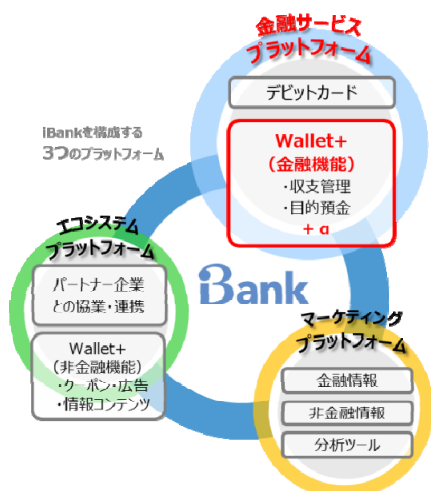 金融サービス
プラットフォーム
デビットカード
Wallet+
(金融機能)
・収支管理
・目的預金
+ α
iBankを構成する
3つのプラットフォーム
エコシステム
プラットフォーム
パートナー企業
との協業・連携
Wallet+
(非金融機能)
・クーポン・広告
・情報コンテンツ
iBank
マーケティング
プラットフォーム
金融情報
非金融情報
分析ツール